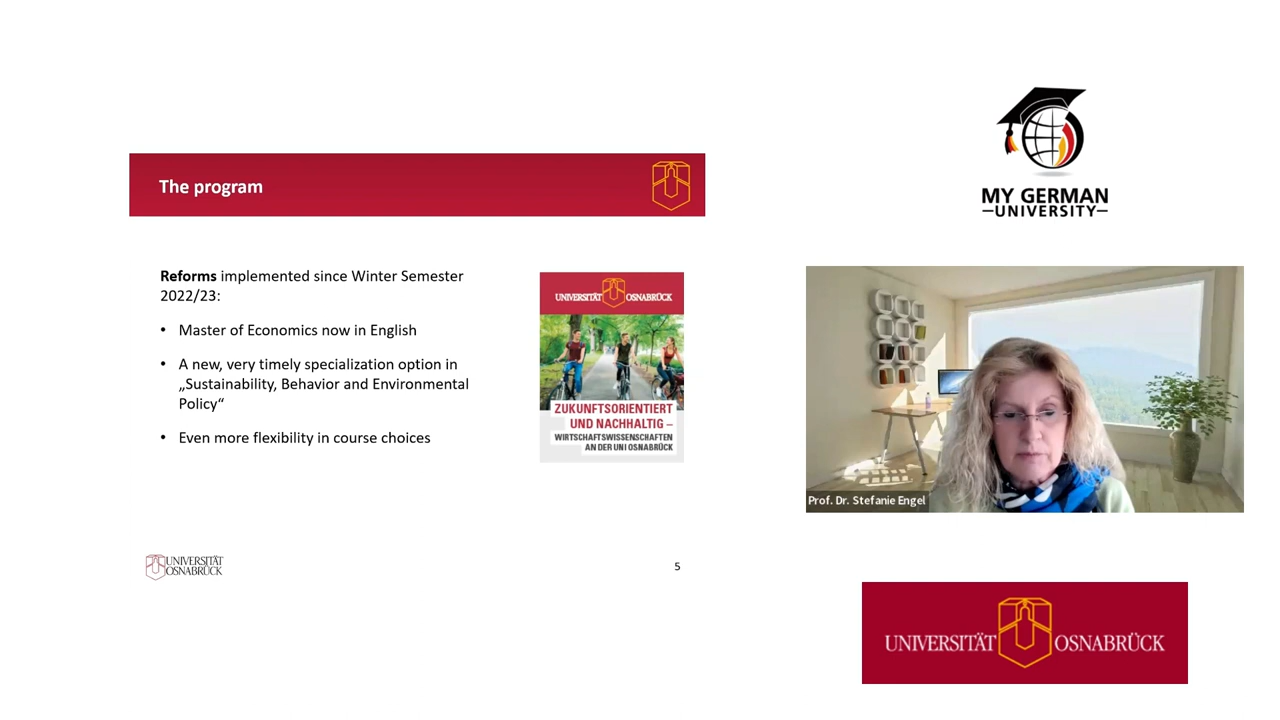 The program
Reforms implemented since Winter Semester
2022/23:
• Master of Economics now in English
• A new, very timely specialization option in
„Sustainability, Behavior and Environmental
Policy“
• Even more flexibility in course choices
UNIVERSITÄT OSNABRÜCK
ZUKUNFTSORIENTIERT
UND NACHHALTIG –
WIRTSCHAFTSWISSENSCHAFTEN
AN DER UNI OSNABRÜCK
UNIVERSITÄT
OSNABRÜCK
5
MY GERMAN
–UNIVERSITY–
Prof. Dr. Stefanie Engel
UNIVERSITÄT OSNABRÜCK